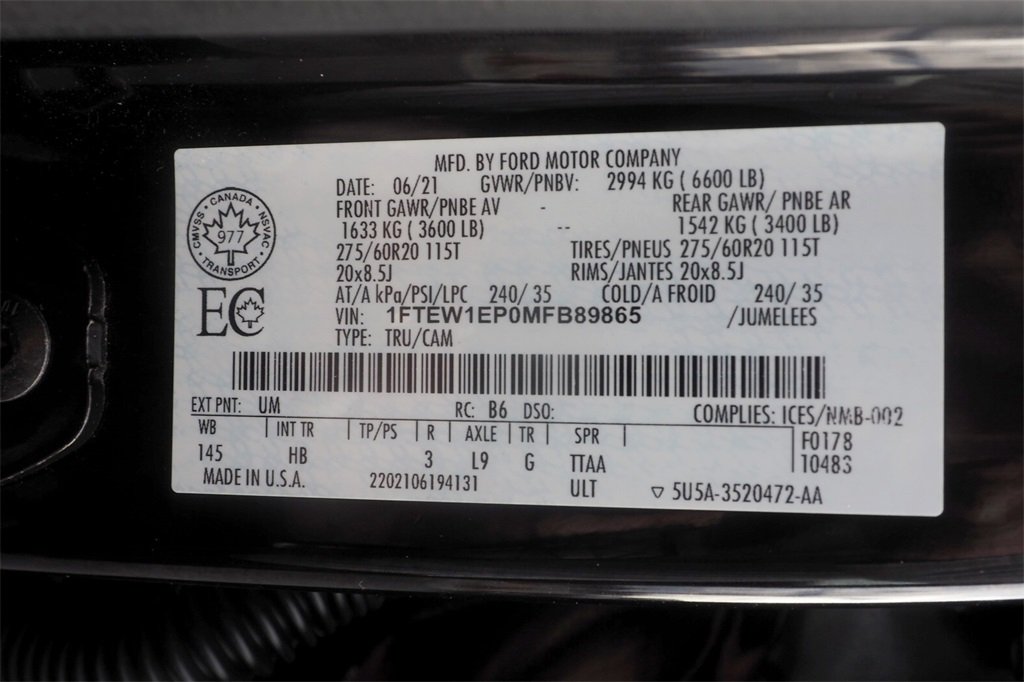 MFD. BY FORD MOTOR COMPANY
DATE: 06/21 GVWR/PNBV: 2994 KG ( 6600 LB)
FRONT GAWR/PNBE AV - REAR GAWR/ PNBE AR
1633 KG ( 3600 LB) -- 1542 KG ( 3400 LB)
275/60R20 115T TIRES/PNEUS 275/60R20 115T
20x8.5J RIMS/JANTES 20x8.5J
AT/A kPa/PSI/LPC 240/ 35 COLD/A FROID 240/ 35
VIN: 1FTEW1EP0MFB89865 /JUMELEES
TYPE: TRU/CAM
CMVSS · CANADA · NSVAC
977
· TRANSPORT ·
EC
EXT PNT: UM RC: B6 DSO: COMPLIES: ICES/NMB-002
WB | INT TR | TP/PS | R | AXLE | TR | SPR | F0178
145 HB 3 L9 G TTAA 10483
MADE IN U.S.A. 2202106194131 ULT ▽ 5U5A-3520472-AA